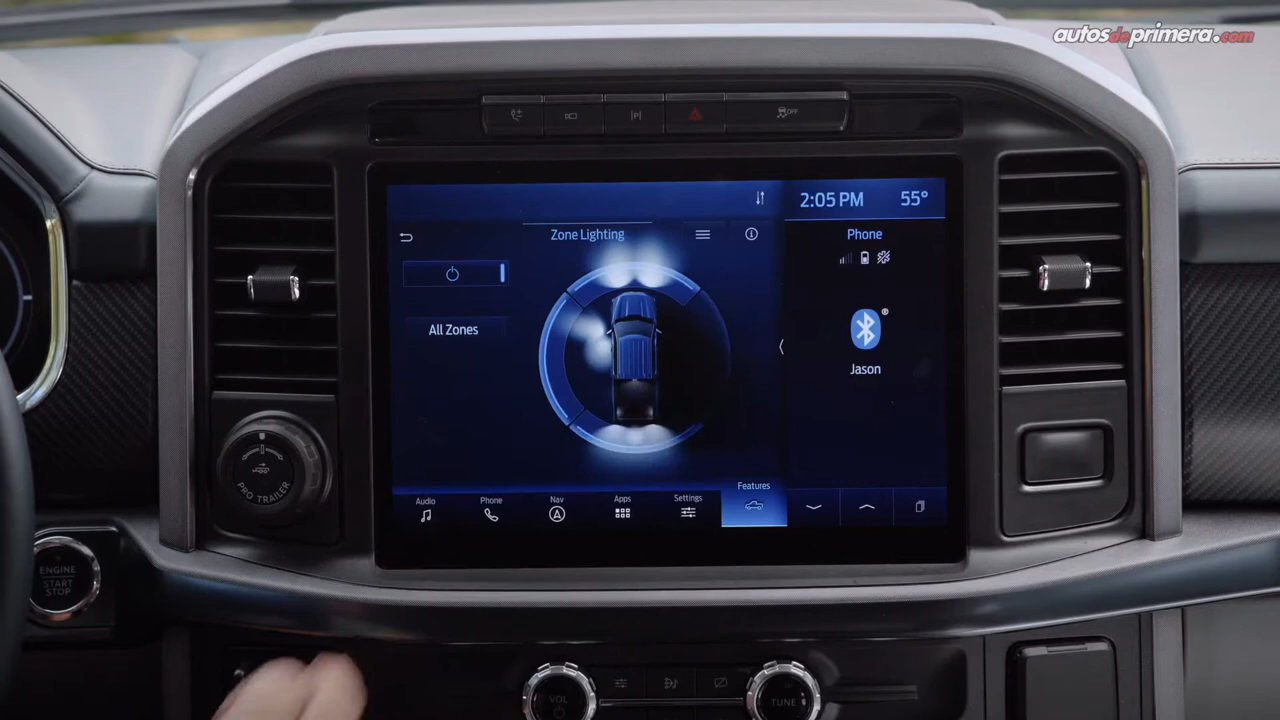 autosdeprimera.com
OFF
2:05 PM 55°
Zone Lighting
Phone
All Zones
Jason
PRO TRAILER
Audio Phone Nav Apps Settings Features
ENGINE
START
STOP
VOL
TUNE